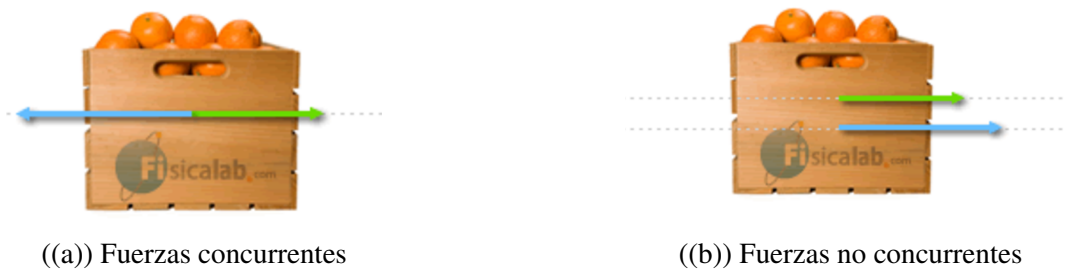 Fisicalab.com
Fisicalab.com
((a)) Fuerzas concurrentes
((b)) Fuerzas no concurrentes